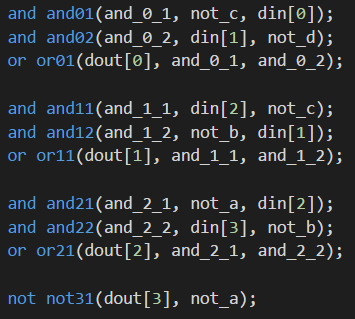 and and01(and_0_1, not_c, din[0]);
and and02(and_0_2, din[1], not_d);
or or01(dout[0], and_0_1, and_0_2);
and and11(and_1_1, din[2], not_c);
and and12(and_1_2, not_b, din[1]);
or or11(dout[1], and_1_1, and_1_2);
and and21(and_2_1, not_a, din[2]);
and and22(and_2_2, din[3], not_b);
or or21(dout[2], and_2_1, and_2_2);
not not31(dout[3], not_a);